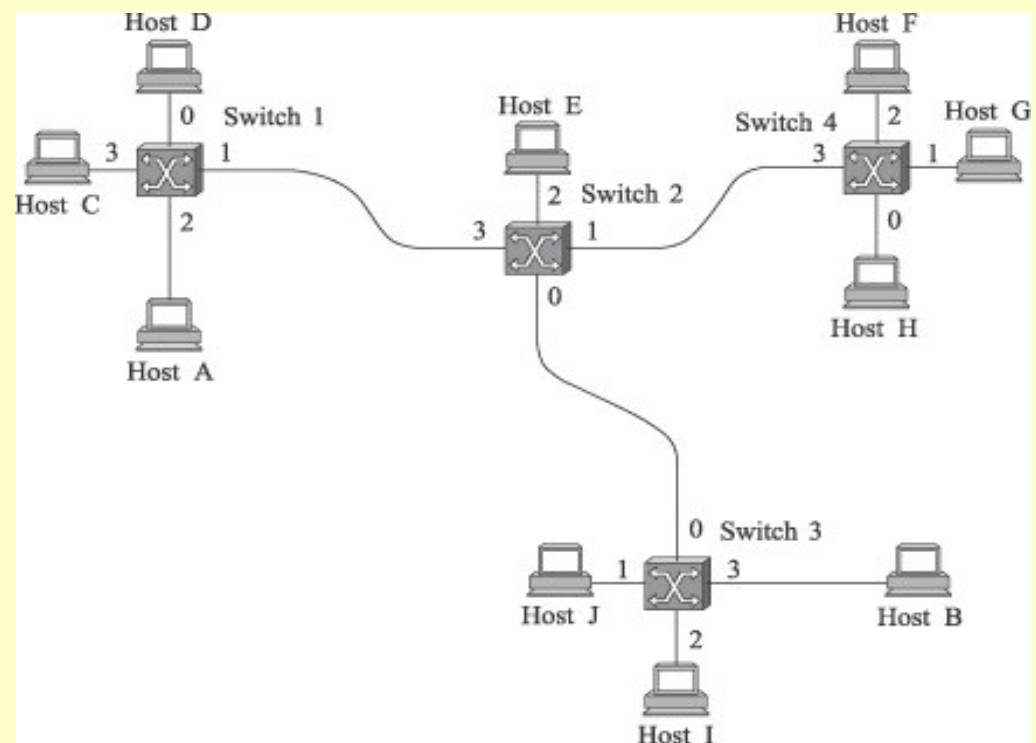 Host D
Host F
0
Switch 1
Host E
Switch 4
2
Host G
3
1
3
1
Host C
2
Switch 2
2
3
1
0
0
Host A
Host H
0
Switch 3
1
3
Host J
Host B
2
Host I